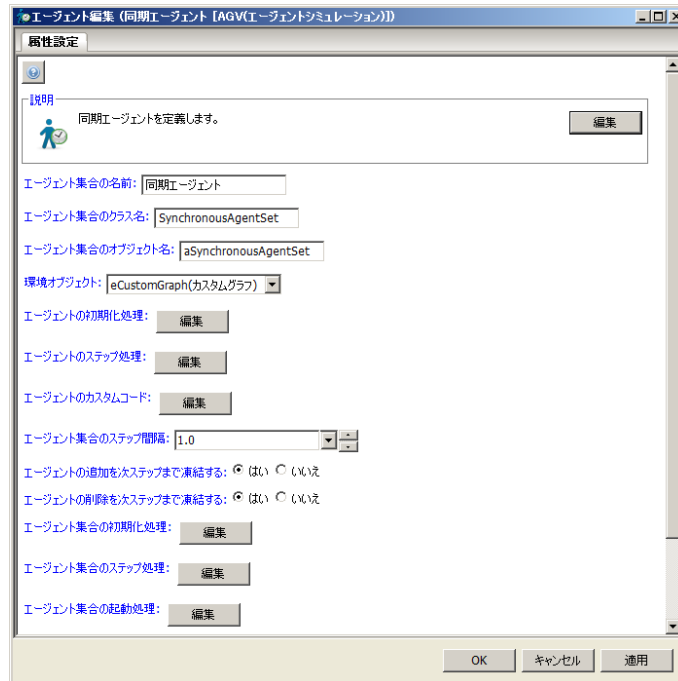 エージェント編集 (同期エージェント [AGV(エージェントシミュレーション)])
属性設定
説明
同期エージェントを定義します。
編集
エージェント集合の名前: 同期エージェント
エージェント集合のクラス名: SynchronousAgentSet
エージェント集合のオブジェクト名: aSynchronousAgentSet
環境オブジェクト: eCustomGraph(カスタムグラフ)
エージェントの初期化処理: 編集
エージェントのステップ処理: 編集
エージェントのカスタムコード: 編集
エージェント集合のステップ間隔: 1.0
エージェントの追加を次ステップまで凍結する: はい いいえ
エージェントの削除を次ステップまで凍結する: はい いいえ
エージェント集合の初期化処理: 編集
エージェント集合のステップ処理: 編集
エージェント集合の起動処理: 編集
OK キャンセル 適用